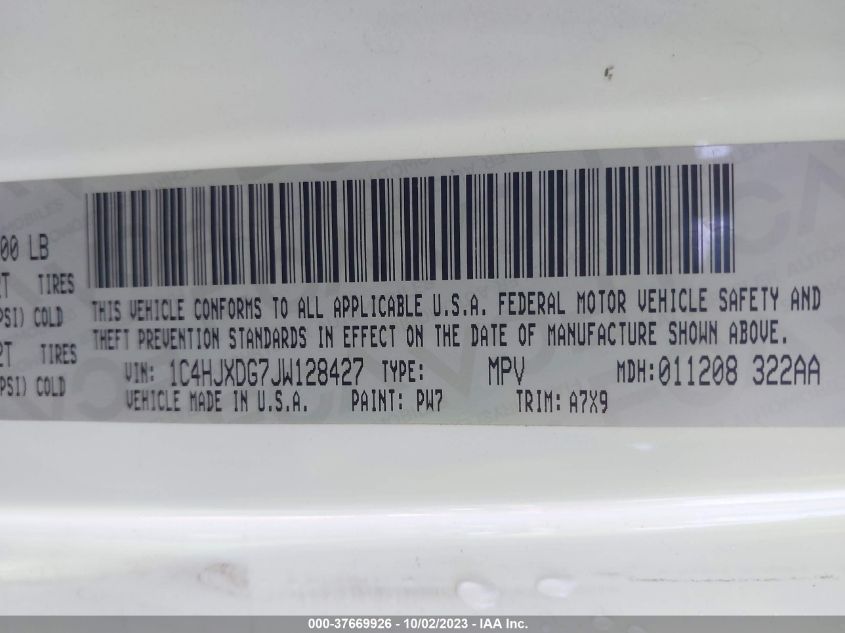 00 LB
TIRES
PSI) COLD
TIRES
PSI) COLD
THIS VEHICLE CONFORMS TO ALL APPLICABLE U.S.A. FEDERAL MOTOR VEHICLE SAFETY AND
THEFT PREVENTION STANDARDS IN EFFECT ON THE DATE OF MANUFACTURE SHOWN ABOVE.
VIN: 1C4HJXDG7JW128427 TYPE: MPV MDH:011208 322AA
VEHICLE MADE IN U.S.A. PAINT: PW7 TRIM: A7X9
000-37669926 - 10/02/2023 - IAA Inc.